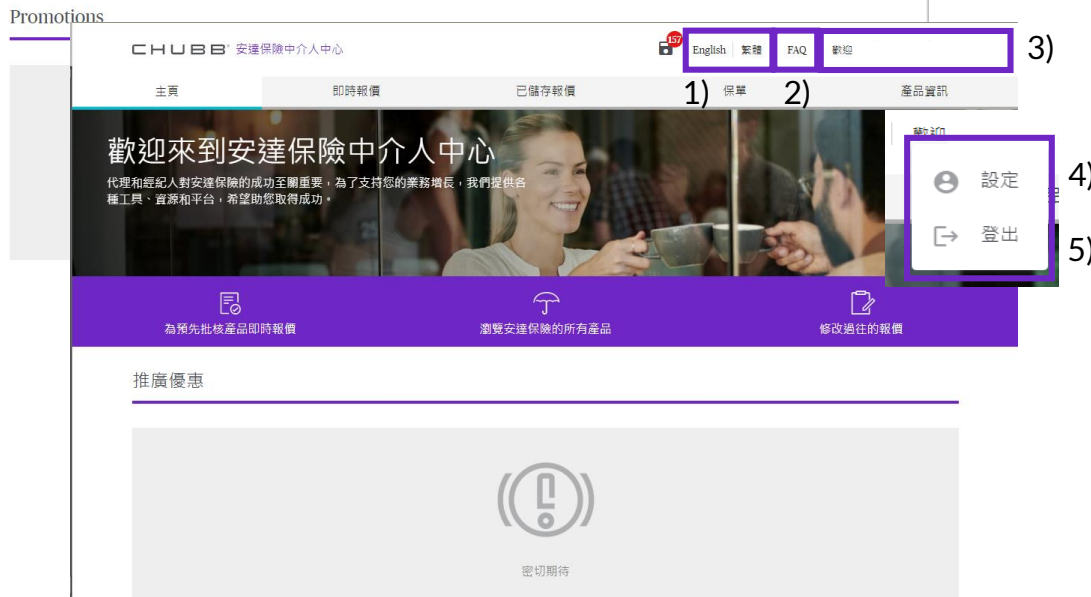 Promotions
CHUBB® 安達保險中介人中心
157
English 繁體 FAQ 歡迎
3)
主頁 即時報價 已儲存報價 保單 產品資訊
1) 2)
歡迎來到安達保險中介人中心
代理和經紀人對安達保險的成功至關重要，為了支持您的業務增長，我們提供各
種工具、資源和平台，希望助您取得成功。
歡迎
設定
4)
登出
5)
為預先批核產品即時報價 瀏覽安達保險的所有產品 修改過往的報價
推廣優惠
密切期待